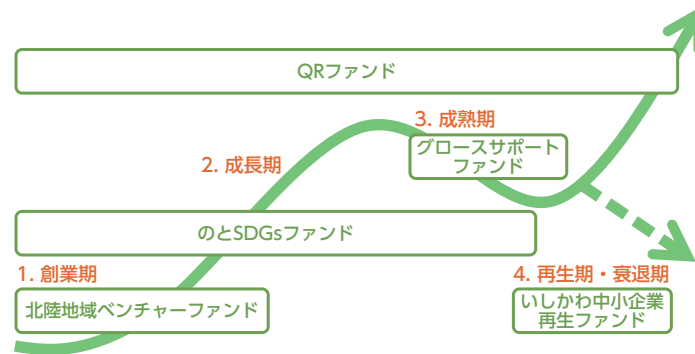 QRファンド
3. 成熟期
グロースサポート
ファンド
2. 成長期
のとSDGsファンド
1. 創業期
北陸地域ベンチャーファンド
4. 再生期・衰退期
いしかわ中小企業
再生ファンド